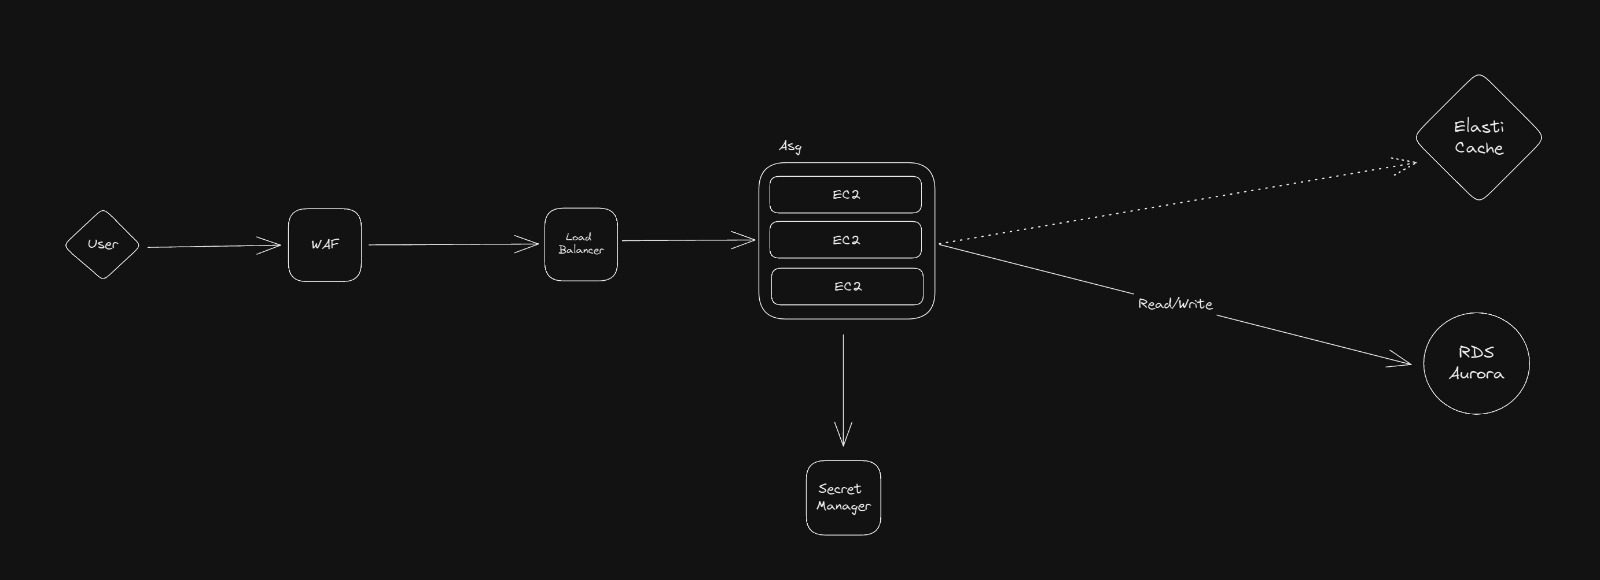 User
WAF
Load
Balancer
Asg
EC2
EC2
EC2
Secret
Manager
Read/Write
Elasti
Cache
RDS
Aurora